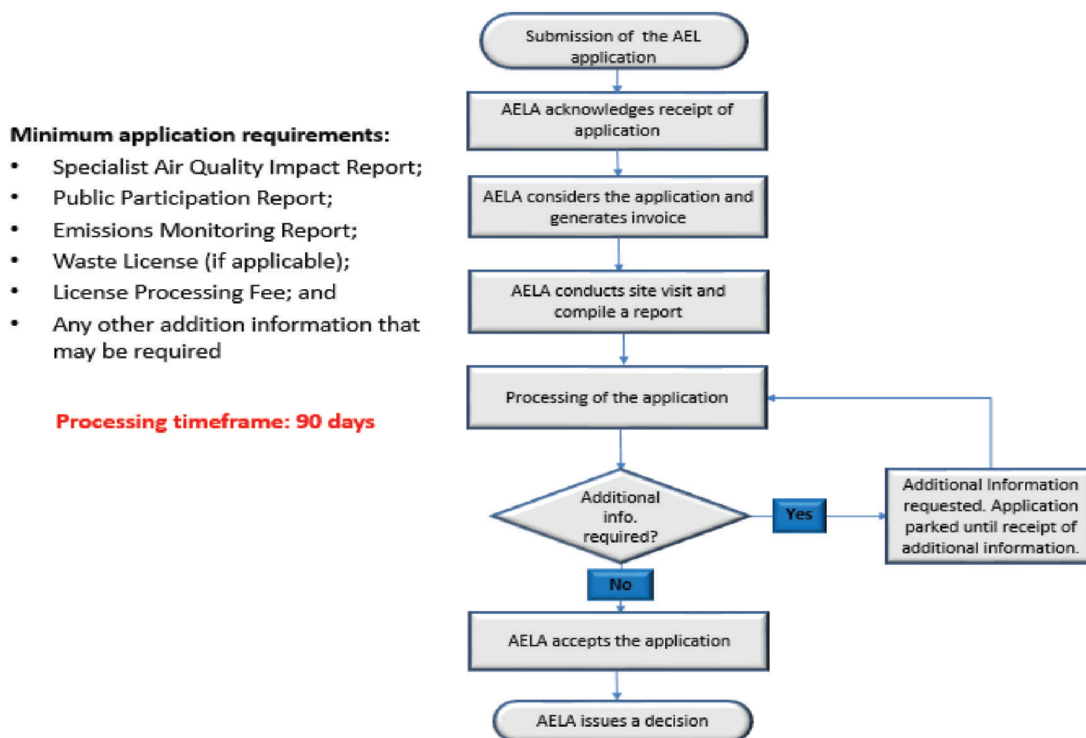 Minimum application requirements:
• Specialist Air Quality Impact Report;
• Public Participation Report;
• Emissions Monitoring Report;
• Waste License (if applicable);
• License Processing Fee; and
• Any other addition information that
may be required
Processing timeframe: 90 days
Submission of the AEL
application
AELA acknowledges receipt of
application
AELA considers the application and
generates invoice
AELA conducts site visit and
compile a report
Processing of the application
Additional
info.
required?
Yes
Additional Information
requested. Application
parked until receipt of
additional information.
No
AELA accepts the application
AELA issues a decision